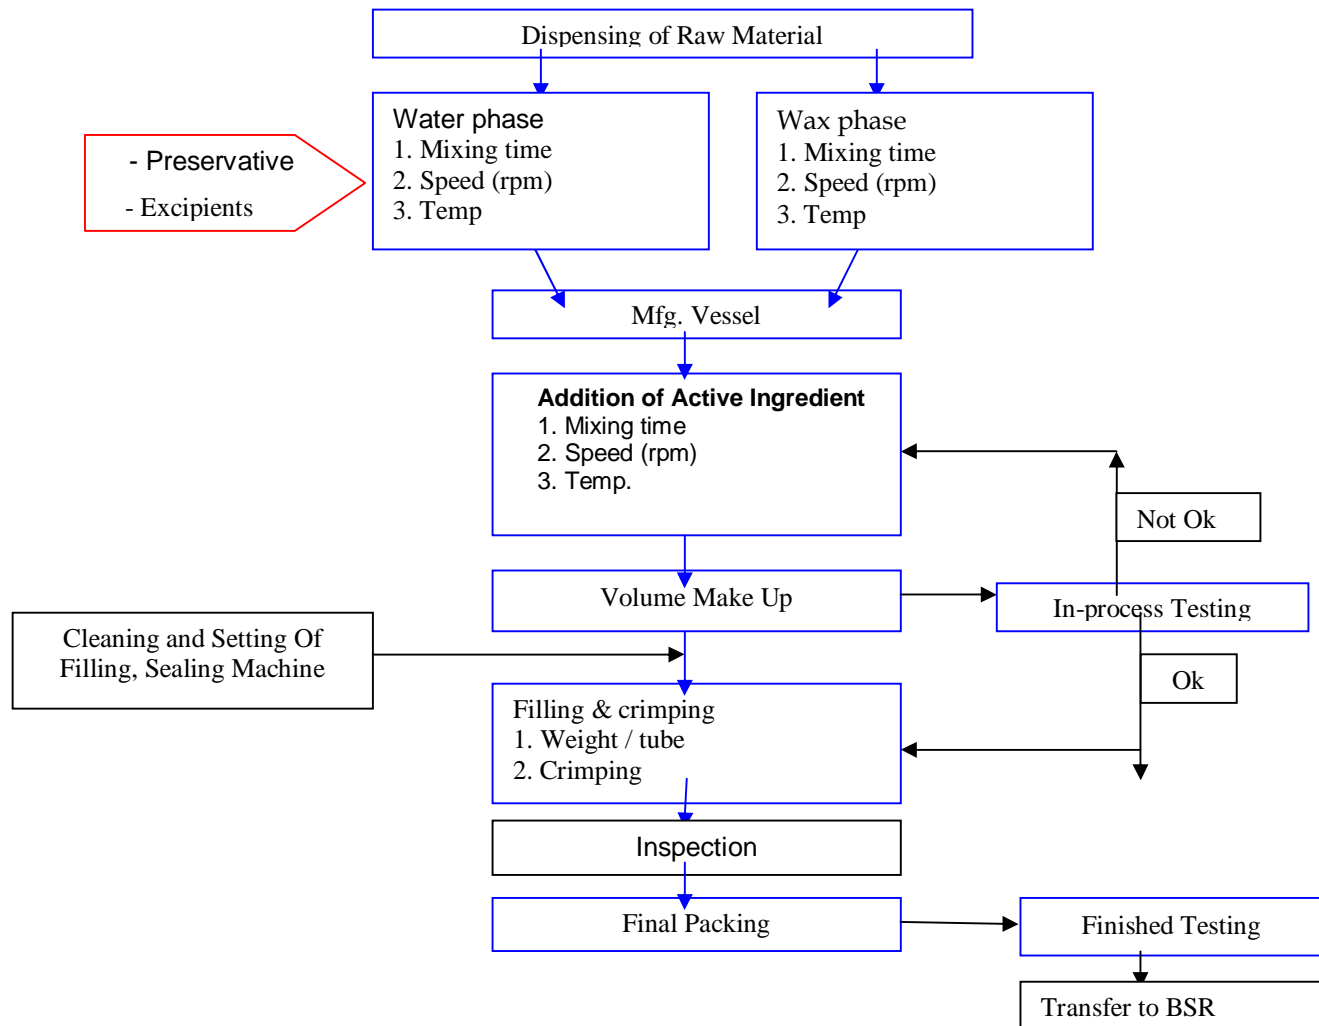 Dispensing of Raw Material
Water phase
1. Mixing time
2. Speed (rpm)
3. Temp
Wax phase
1. Mixing time
2. Speed (rpm)
3. Temp
- Preservative
- Excipients
Mfg. Vessel
Addition of Active Ingredient
1. Mixing time
2. Speed (rpm)
3. Temp.
Not Ok
Volume Make Up
In-process Testing
Cleaning and Setting Of
Filling, Sealing Machine
Ok
Filling & crimping
1. Weight / tube
2. Crimping
Inspection
Final Packing
Finished Testing
Transfer to BSR